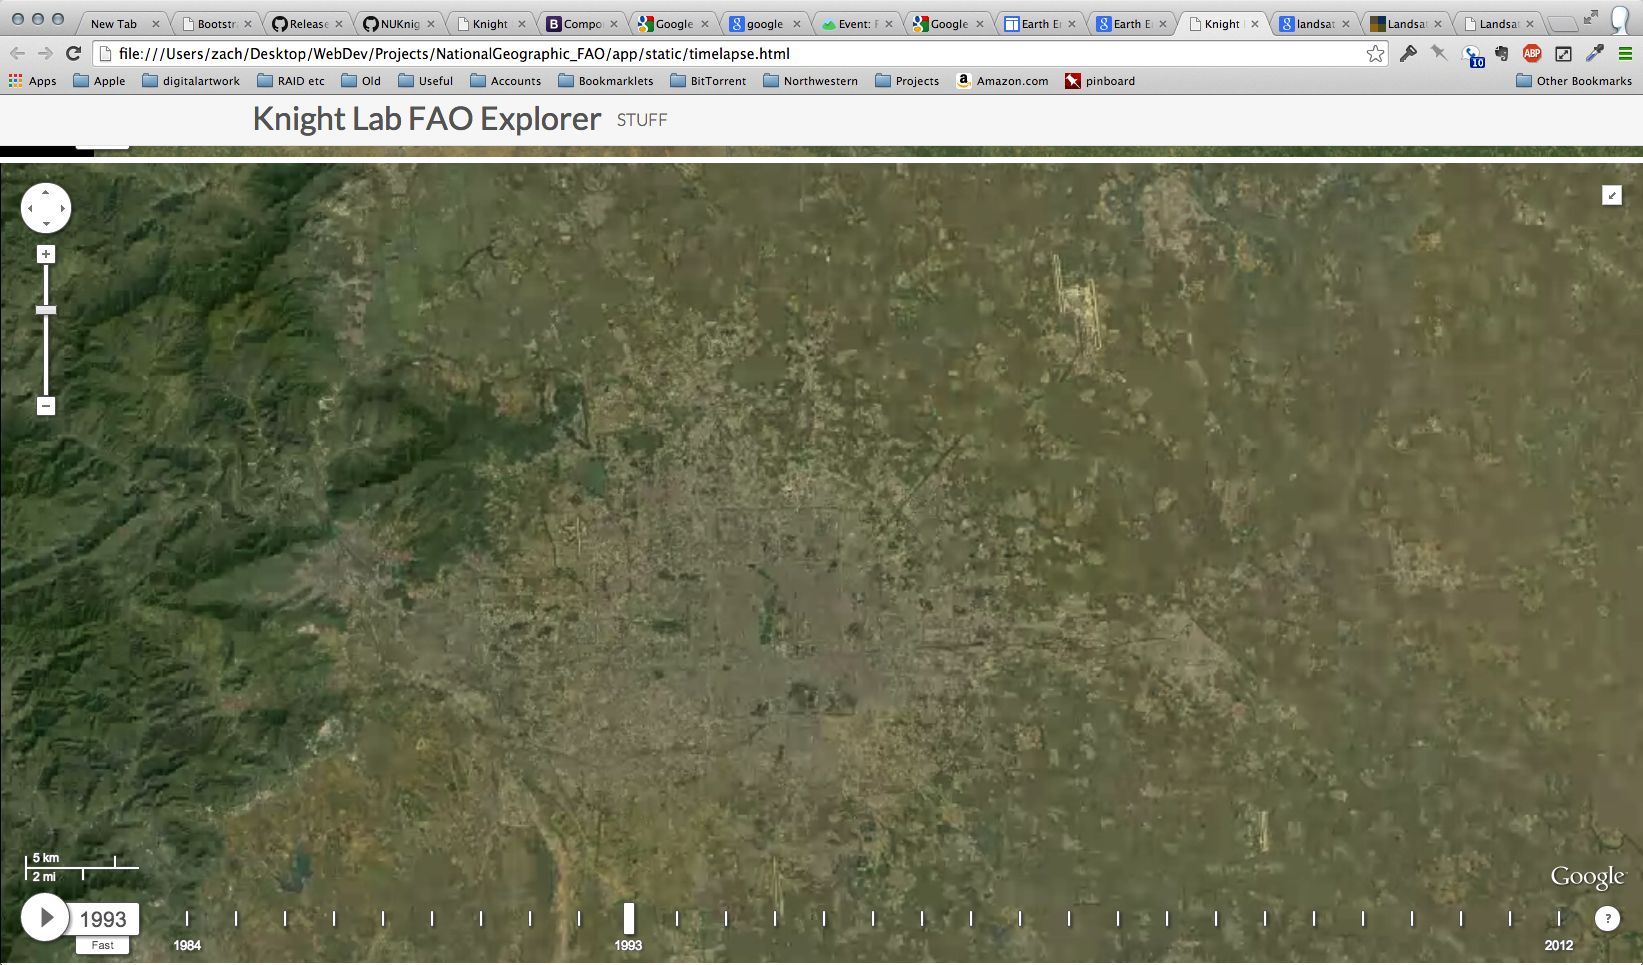 New Tab
Bootstr
Release
NUKnig
Knight
Compo
Google
google
Event: F
Google
Earth E
Earth E
Knight
landsat
Landsat
Landsat
file:///Users/zach/Desktop/WebDev/Projects/NationalGeographic_FAO/app/static/timelapse.html
10
ABP
Apps
Apple
digitalartwork
RAID etc
Old
Useful
Accounts
Bookmarklets
BitTorrent
Northwestern
Projects
Amazon.com
pinboard
Other Bookmarks
Knight Lab FAO Explorer STUFF
5 km
2 mi
Google
1993
Fast
1984
1993
2012
?